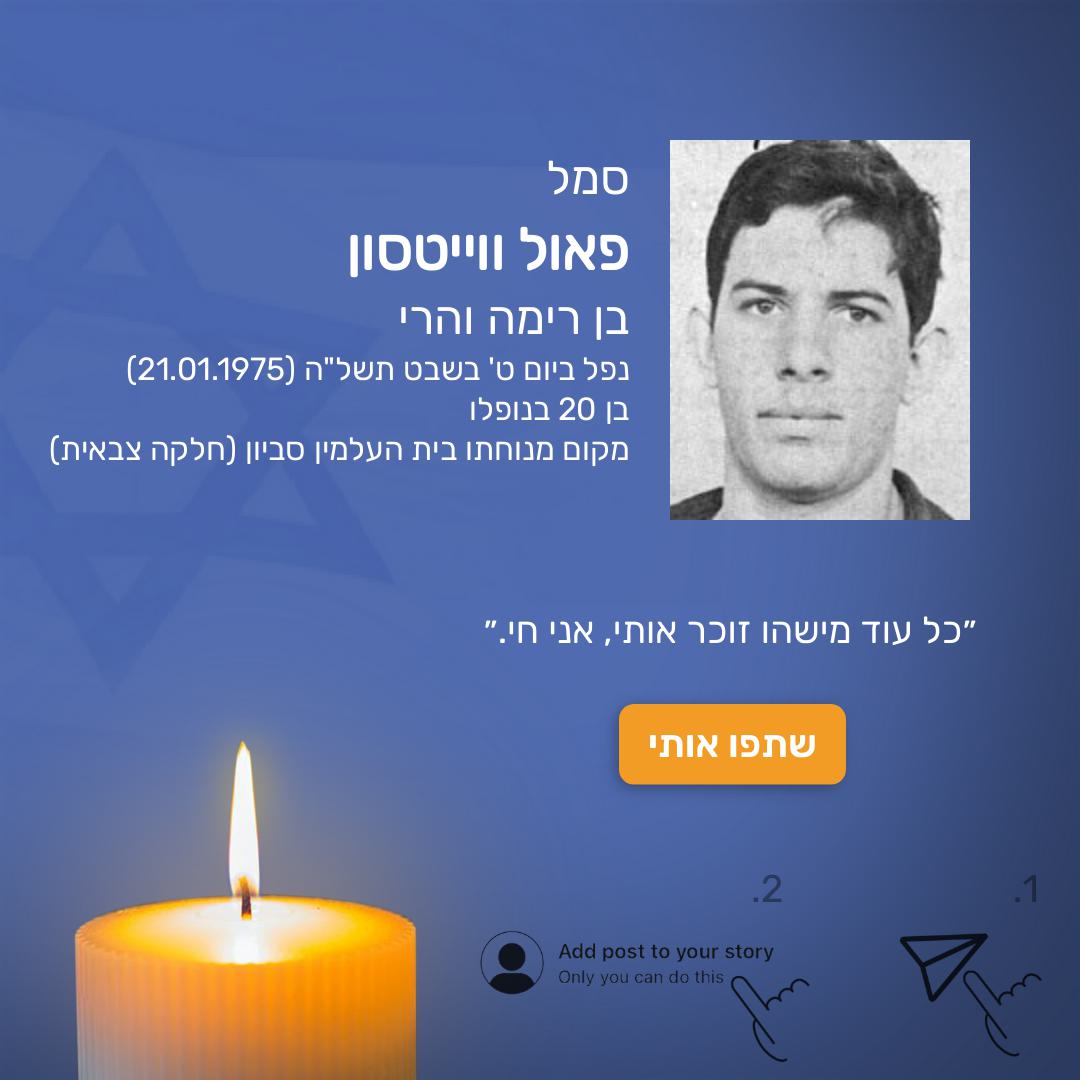 סמל
פאול ווייטסון
בן רימה והרי
נפל ביום ט' בשבט תשל"ה (21.01.1975)
בן 20 בנופלו
מקום מנוחתו בית העלמין סביון (חלקה צבאית)
״כל עוד מישהו זוכר אותי, אני חי.״
שתפו אותי
1.
2.
Add post to your story
Only you can do this